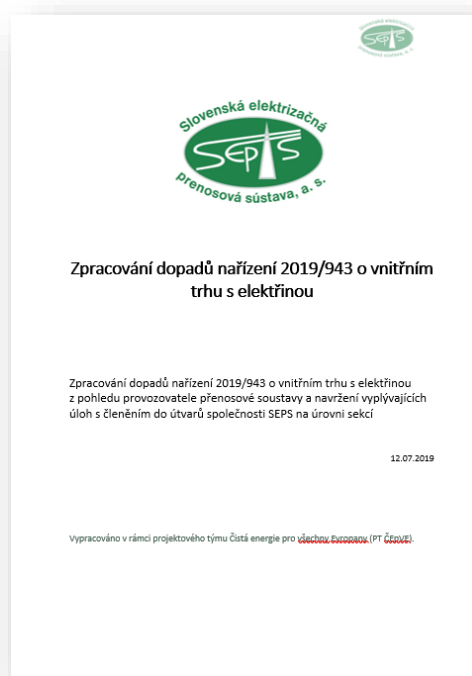 Slovenská elektrizačná
SEPS
prenosová sústava, a. s.
Slovenská elektrizačná
SEPS
prenosová sústava, a. s.
Zpracování dopadů nařízení 2019/943 o vnitřním
trhu s elektřinou
Zpracování dopadů nařízení 2019/943 o vnitřním trhu s elektřinou
z pohledu provozovatele přenosové soustavy a navržení vyplývajících
úloh s členěním do útvarů společnosti SEPS na úrovni sekcí
12.07.2019
Vypracováno v rámci projektového týmu Čistá energie pro všechny Evropany (PT ČEpVE).